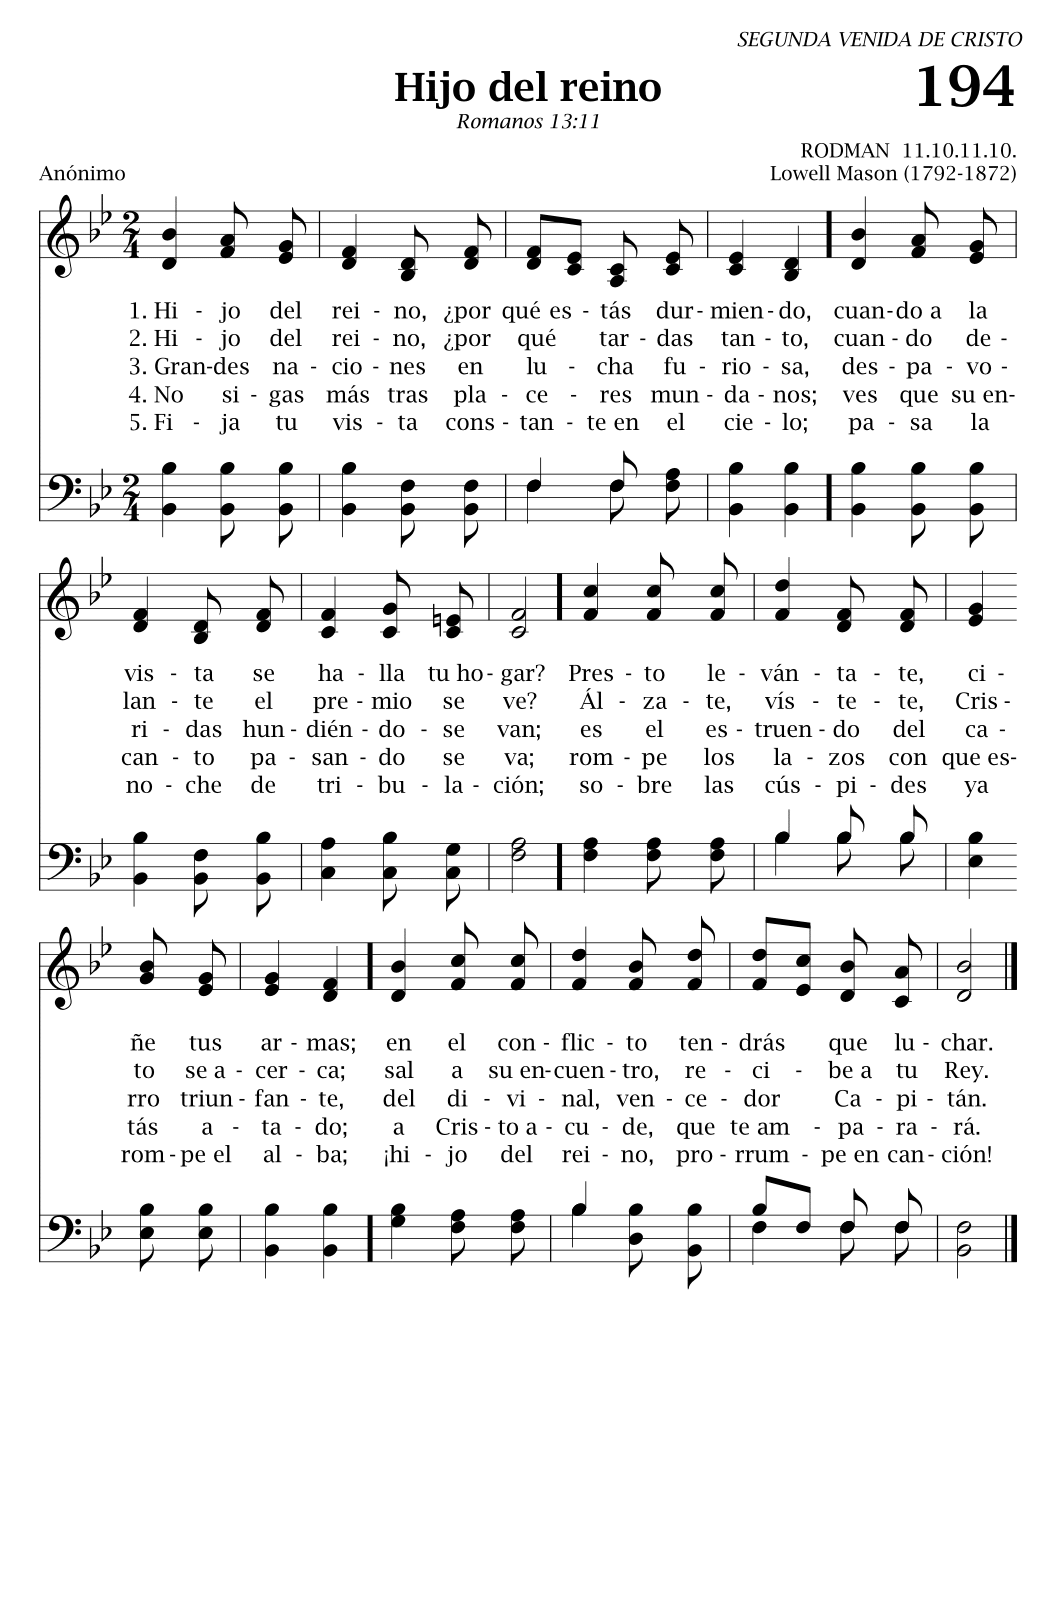 SEGUNDA VENIDA DE CRISTO
Hijo del reino
194
Romanos 13:11
RODMAN 11.10.11.10.
Anónimo
Lowell Mason (1792-1872)
1. Hi - jo del rei - no, ¿por qué es - tás dur - mien - do, cuan - do a la
2. Hi - jo del rei - no, ¿por qué tar - das tan - to, cuan - do de -
3. Gran - des na - cio - nes en lu - cha fu - rio - sa, des - pa - vo -
4. No si - gas más tras pla - ce - res mun - da - nos; ves que su en -
5. Fi - ja tu vis - ta cons - tan - te en el cie - lo; pa - sa la
vis - ta se ha - lla tu ho - gar? Pres - to le - ván - ta - te, ci -
lan - te el pre - mio se ve? Ál - za - te, vís - te - te, Cris -
ri - das hun - dién - do - se van; es el es - truen - do del ca -
can - to pa - san - do se va; rom - pe los la - zos con que es -
no - che de tri - bu - la - ción; so - bre las cús - pi - des ya
ñe tus ar - mas; en el con - flic - to ten - drás que lu - char.
to se a - cer - ca; sal a su en - cuen - tro, re - ci - be a tu Rey.
rro triun - fan - te, del di - vi - nal, ven - ce - dor Ca - pi - tán.
tás a - ta - do; a Cris - to a - cu - de, que te am - pa - ra - rá.
rom - pe el al - ba; ¡hi - jo del rei - no, pro - rrum - pe en can - ción!